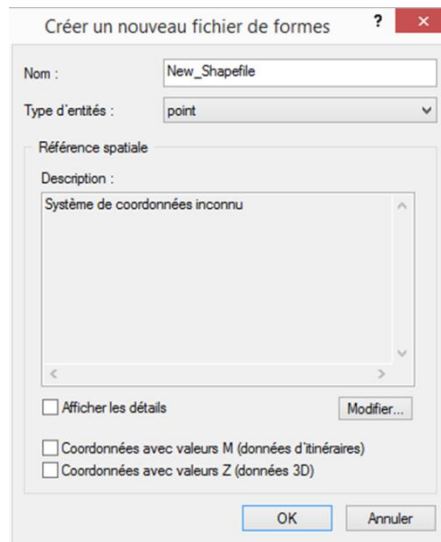 Créer un nouveau fichier de formes ? ×
Nom : New_Shapefile
Type d'entités : point
Référence spatiale
Description :
Système de coordonnées inconnu
Afficher les détails Modifier...
Coordonnées avec valeurs M (données d'itinéraires)
Coordonnées avec valeurs Z (données 3D)
OK Annuler